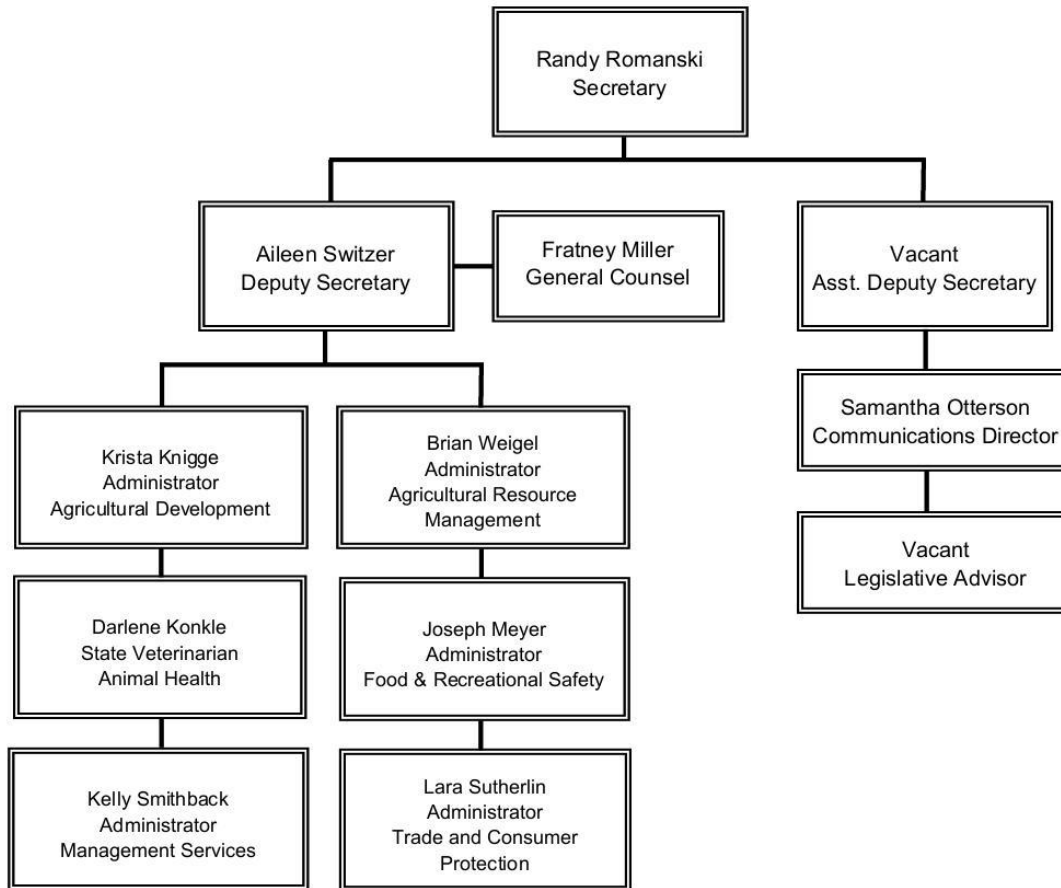 Randy Romanski
Secretary
Aileen Switzer
Deputy Secretary
Fratney Miller
General Counsel
Vacant
Asst. Deputy Secretary
Krista Knigge
Administrator
Agricultural Development
Brian Weigel
Administrator
Agricultural Resource
Management
Samantha Otterson
Communications Director
Vacant
Legislative Advisor
Darlene Konkle
State Veterinarian
Animal Health
Joseph Meyer
Administrator
Food & Recreational Safety
Kelly Smithback
Administrator
Management Services
Lara Sutherlin
Administrator
Trade and Consumer
Protection